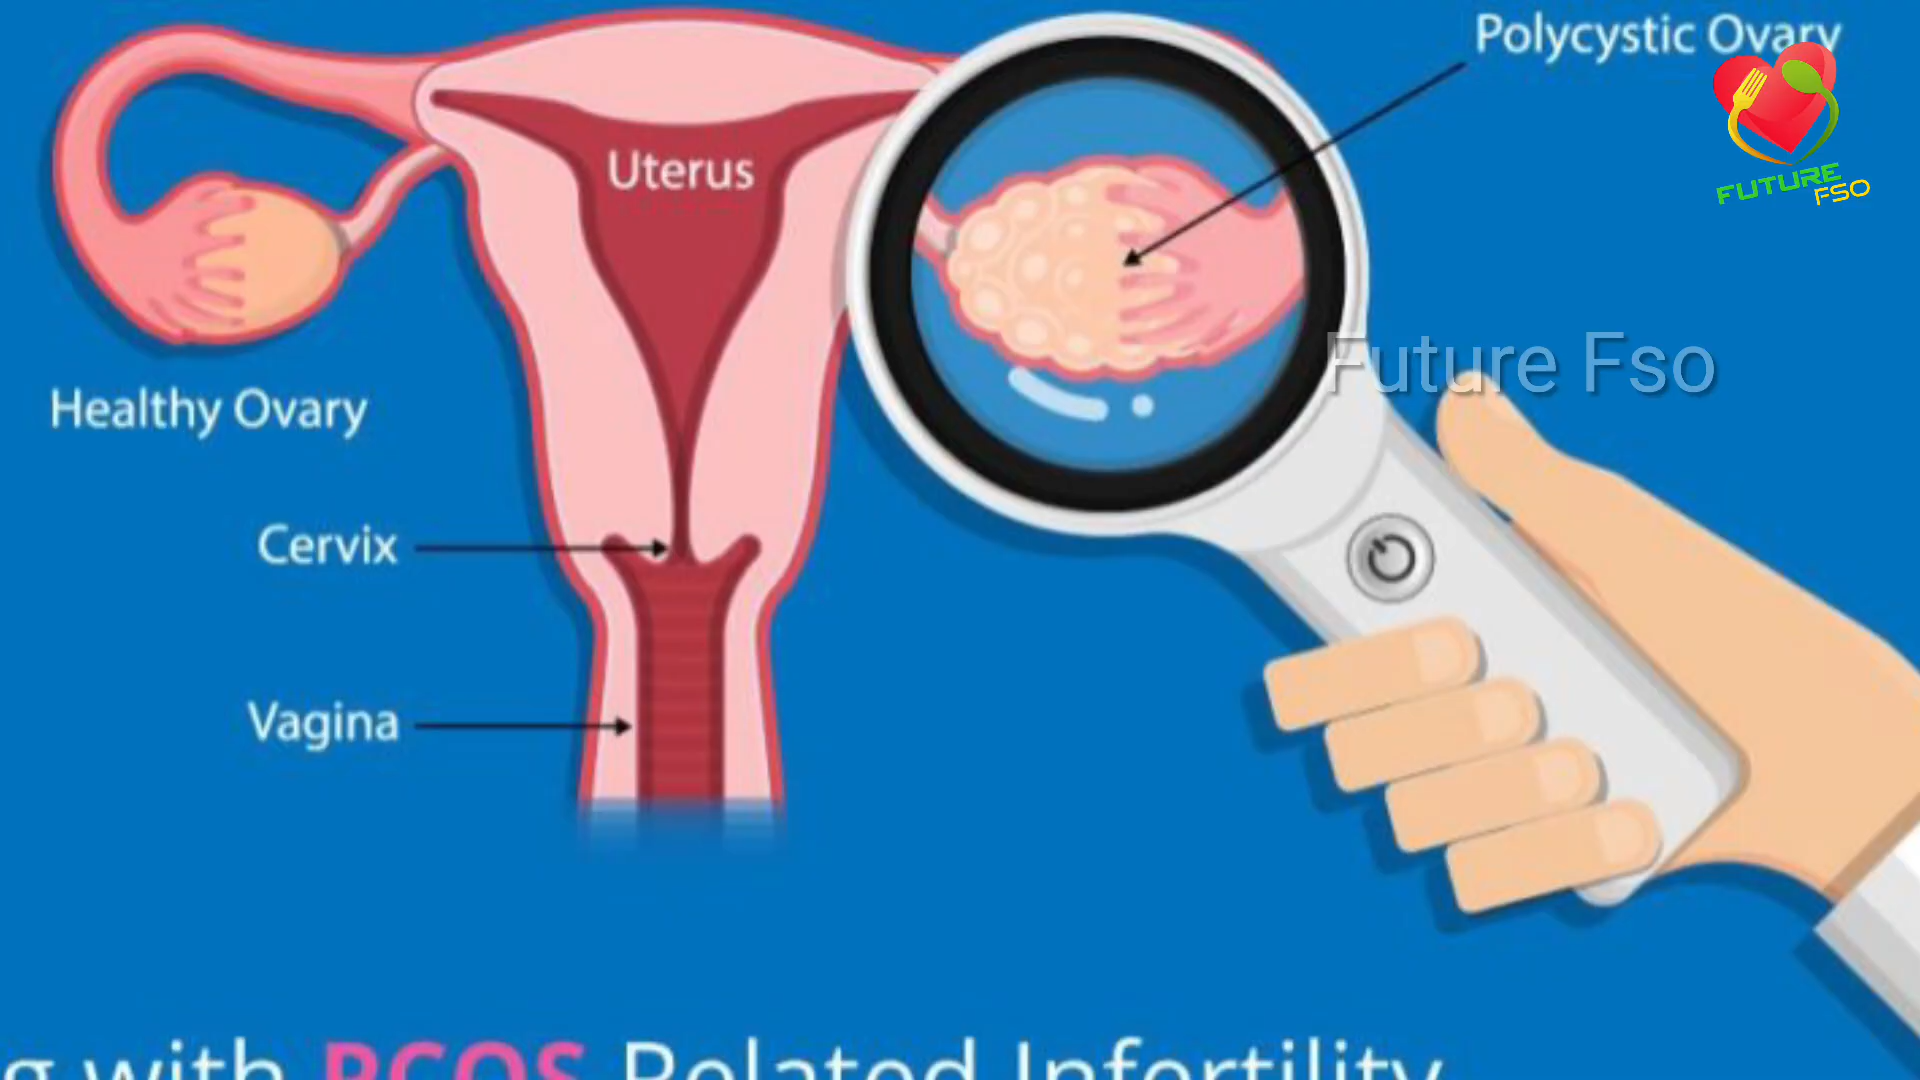 Polycystic Ovary
FUTURE
FSO
Uterus
Future Fso
Healthy Ovary
Cervix
Vagina
with PCOS Related Infertility